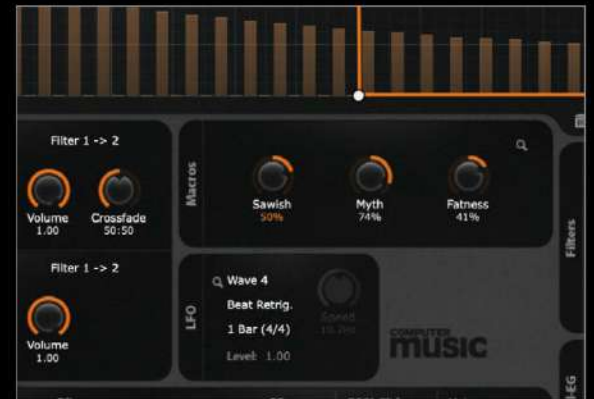 Filter 1 -> 2
Volume
1.00
Crossfade
50:50
Macros
Sawish
50%
Myth
74%
Fatness
41%
Filters
Filter 1 -> 2
Volume
1.00
LFO
Wave 4
Beat Retrig.
1 Bar (4/4)
Level: 1.00
Speed
COMPUTER
music
-EG